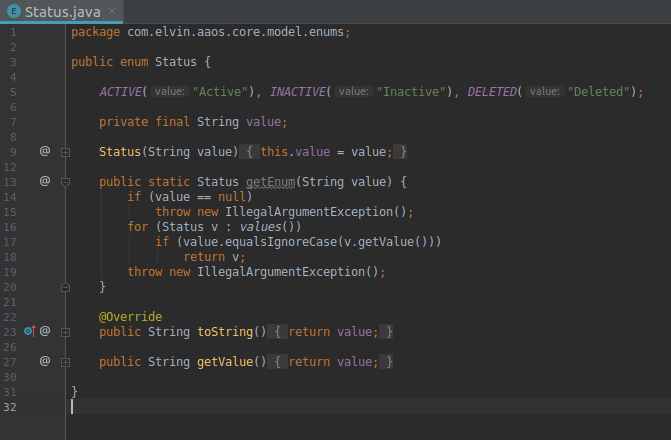 E Status.java ×
1 package com.elvin.aaos.core.model.enums;
2
3 public enum Status {
4
5 ACTIVE( value: "Active"), INACTIVE( value: "Inactive"), DELETED( value: "Deleted");
6
7 private final String value;
8
9 @ Status(String value) { this.value = value; }
12
13 @ public static Status getEnum(String value) {
14 if (value == null)
15 throw new IllegalArgumentException();
16 for (Status v : values())
17 if (value.equalsIgnoreCase(v.getValue()))
18 return v;
19 throw new IllegalArgumentException();
20 }
21
22 @Override
23 @ public String toString() { return value; }
26
27 @ public String getValue() { return value; }
30
31 }
32